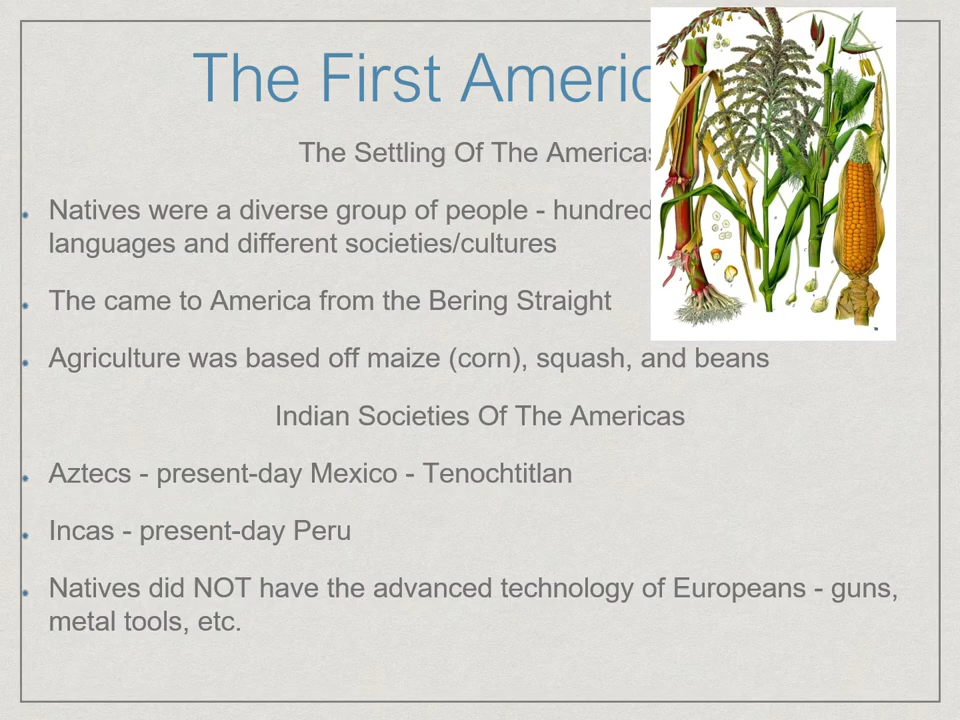 The First Americ
The Settling Of The Americas
Natives were a diverse group of people - hundred
languages and different societies/cultures
The came to America from the Bering Straight
Agriculture was based off maize (corn), squash, and beans
Indian Societies Of The Americas
Aztecs - present-day Mexico - Tenochtitlan
Incas - present-day Peru
Natives did NOT have the advanced technology of Europeans - guns,
metal tools, etc.